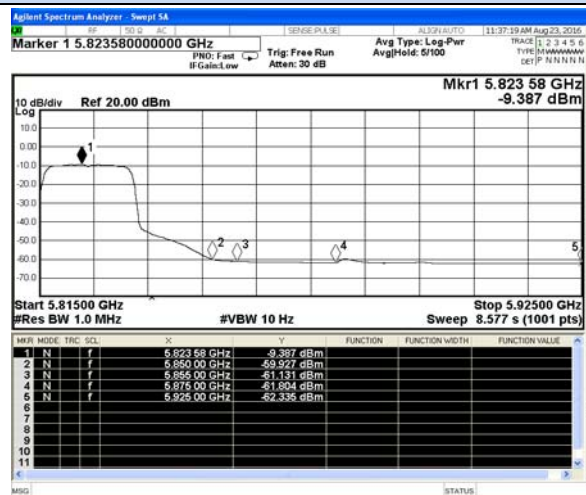 Agilent Spectrum Analyzer - Swept SA
RF 50 Ω AC SENSE:PULSE ALIGN AUTO 11:37:19 AM Aug 23, 2016
Marker 1 5.823580000000 GHz
PNO: Fast
IFGain:Low
Trig: Free Run
Atten: 30 dB
Avg Type: Log-Pwr
Avg|Hold: 5/100
TRACE 1 2 3 4 5 6
TYPE MWWWWW
DET P N N N N N
Mkr1 5.823 58 GHz
-9.387 dBm
10 dB/div Ref 20.00 dBm
Log
10.0
0.00
-10.0
-20.0
-30.0
-40.0
-50.0
-60.0
-70.0
1
2
3
4
5
Start 5.81500 GHz Stop 5.92500 GHz
#Res BW 1.0 MHz #VBW 10 Hz Sweep 8.577 s (1001 pts)
MKR MODE TRC SCL X Y FUNCTION FUNCTION WIDTH FUNCTION VALUE
1 N f 5.823 58 GHz -9.387 dBm
2 N f 5.850 00 GHz -59.927 dBm
3 N f 5.855 00 GHz -61.131 dBm
4 N f 5.875 00 GHz -61.804 dBm
5 N f 5.925 00 GHz -62.335 dBm
6
7
8
9
10
11
MSG STATUS